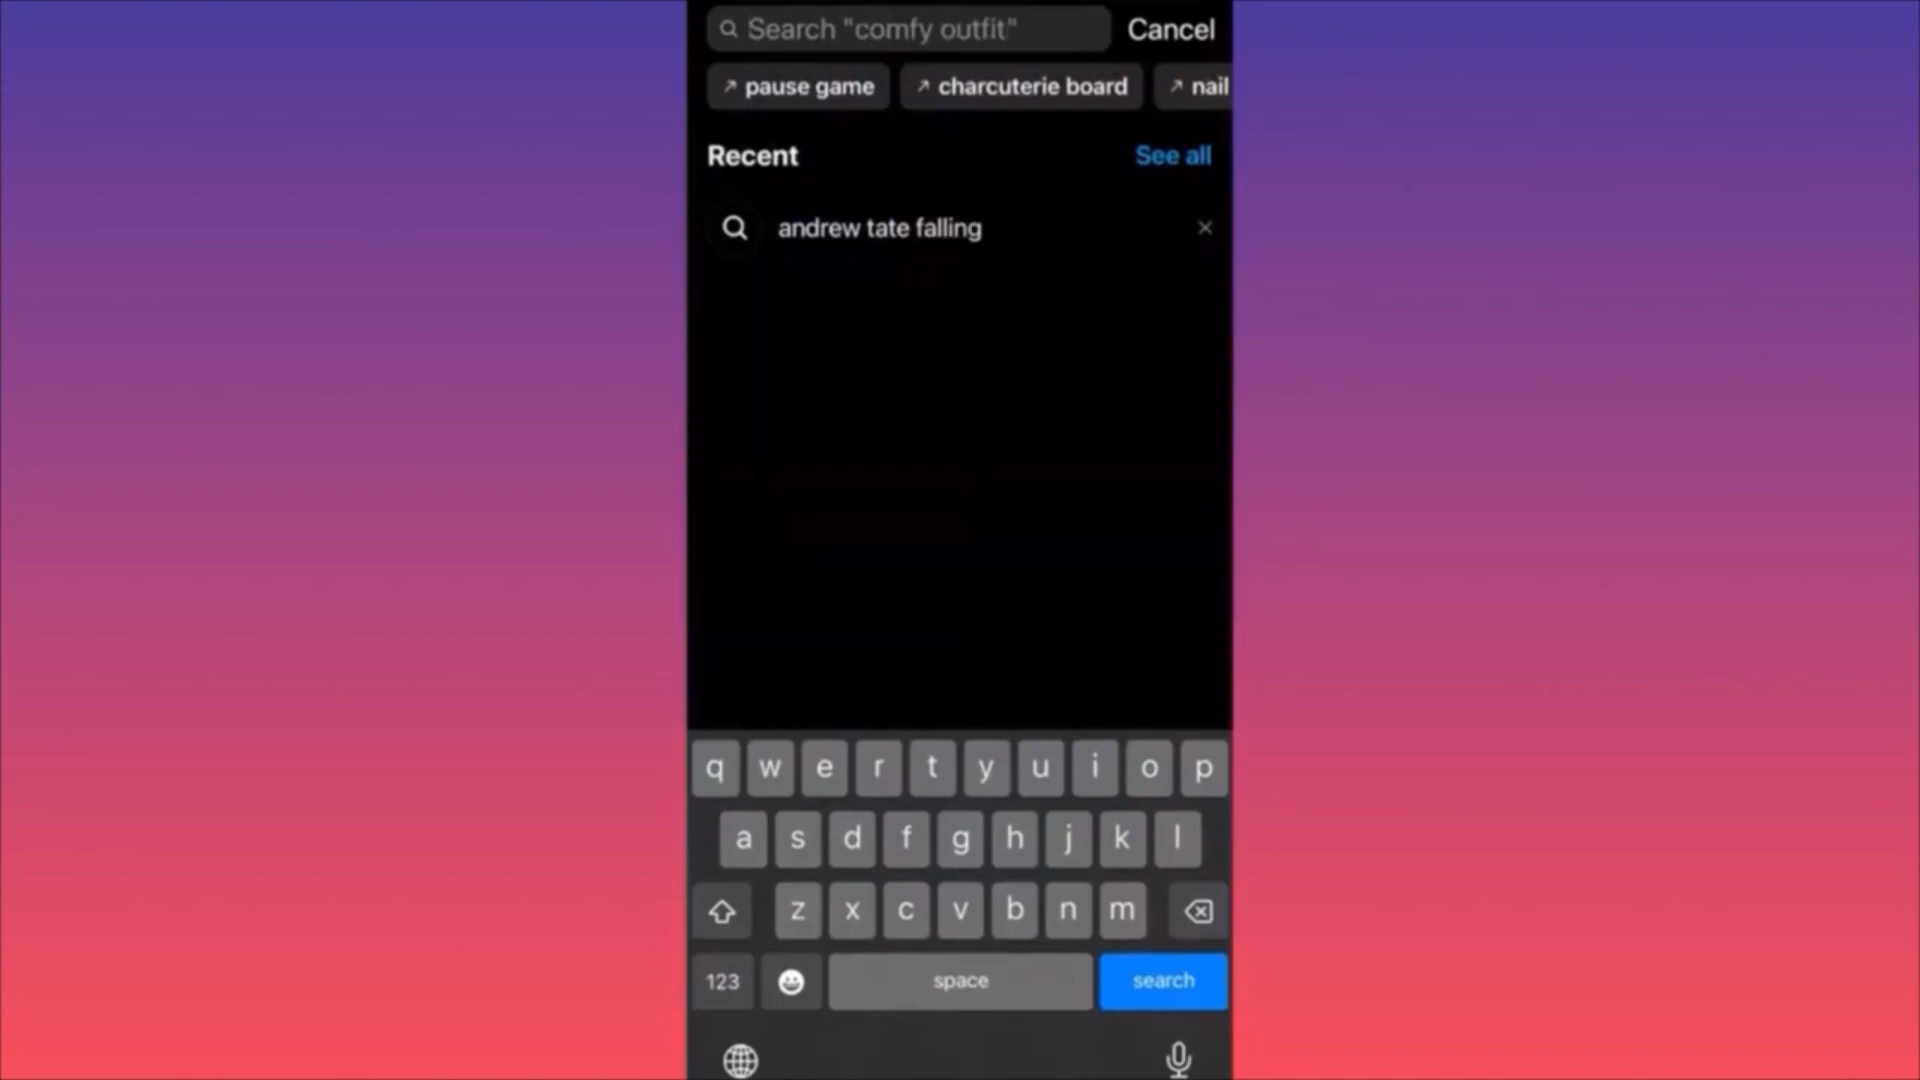 Search "comfy outfit" Cancel
pause game charcuterie board nail
Recent See all
andrew tate falling
q w e r t y u i o p
a s d f g h j k l
z x c v b n m
123 space search